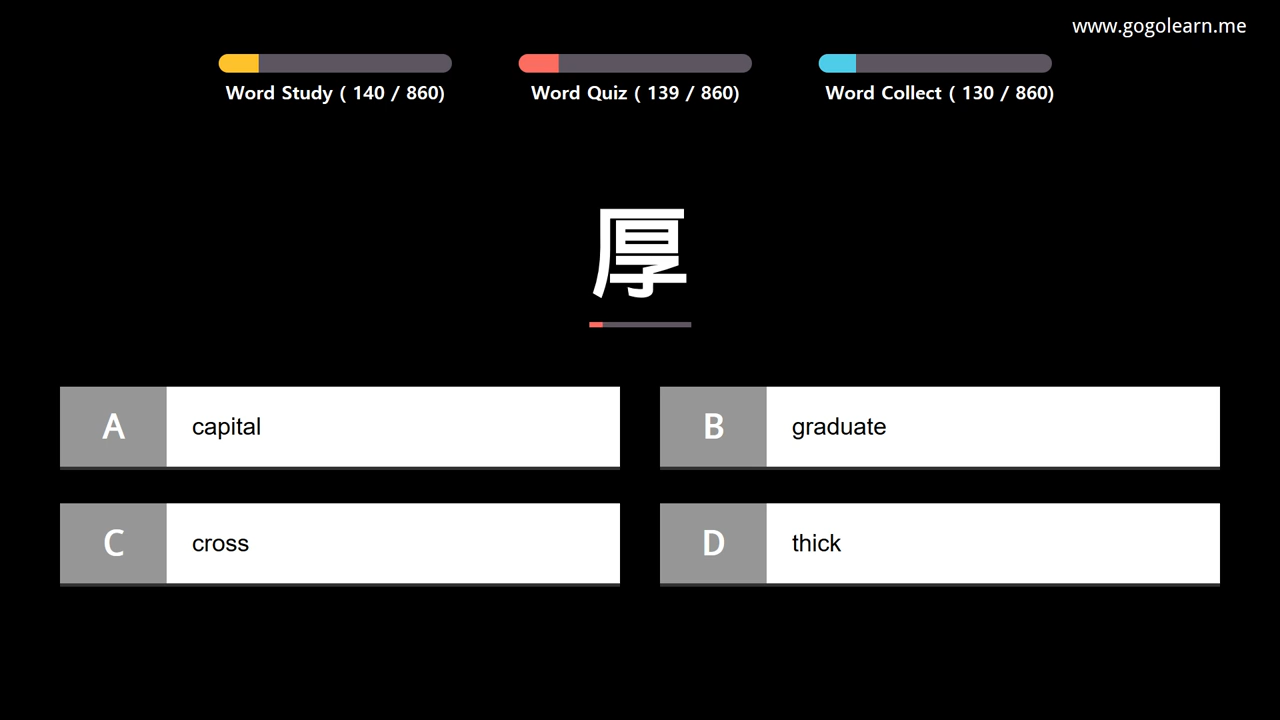 www.gogolearn.me
Word Study ( 140 / 860)
Word Quiz ( 139 / 860)
Word Collect ( 130 / 860)
厚
A capital
B graduate
C cross
D thick